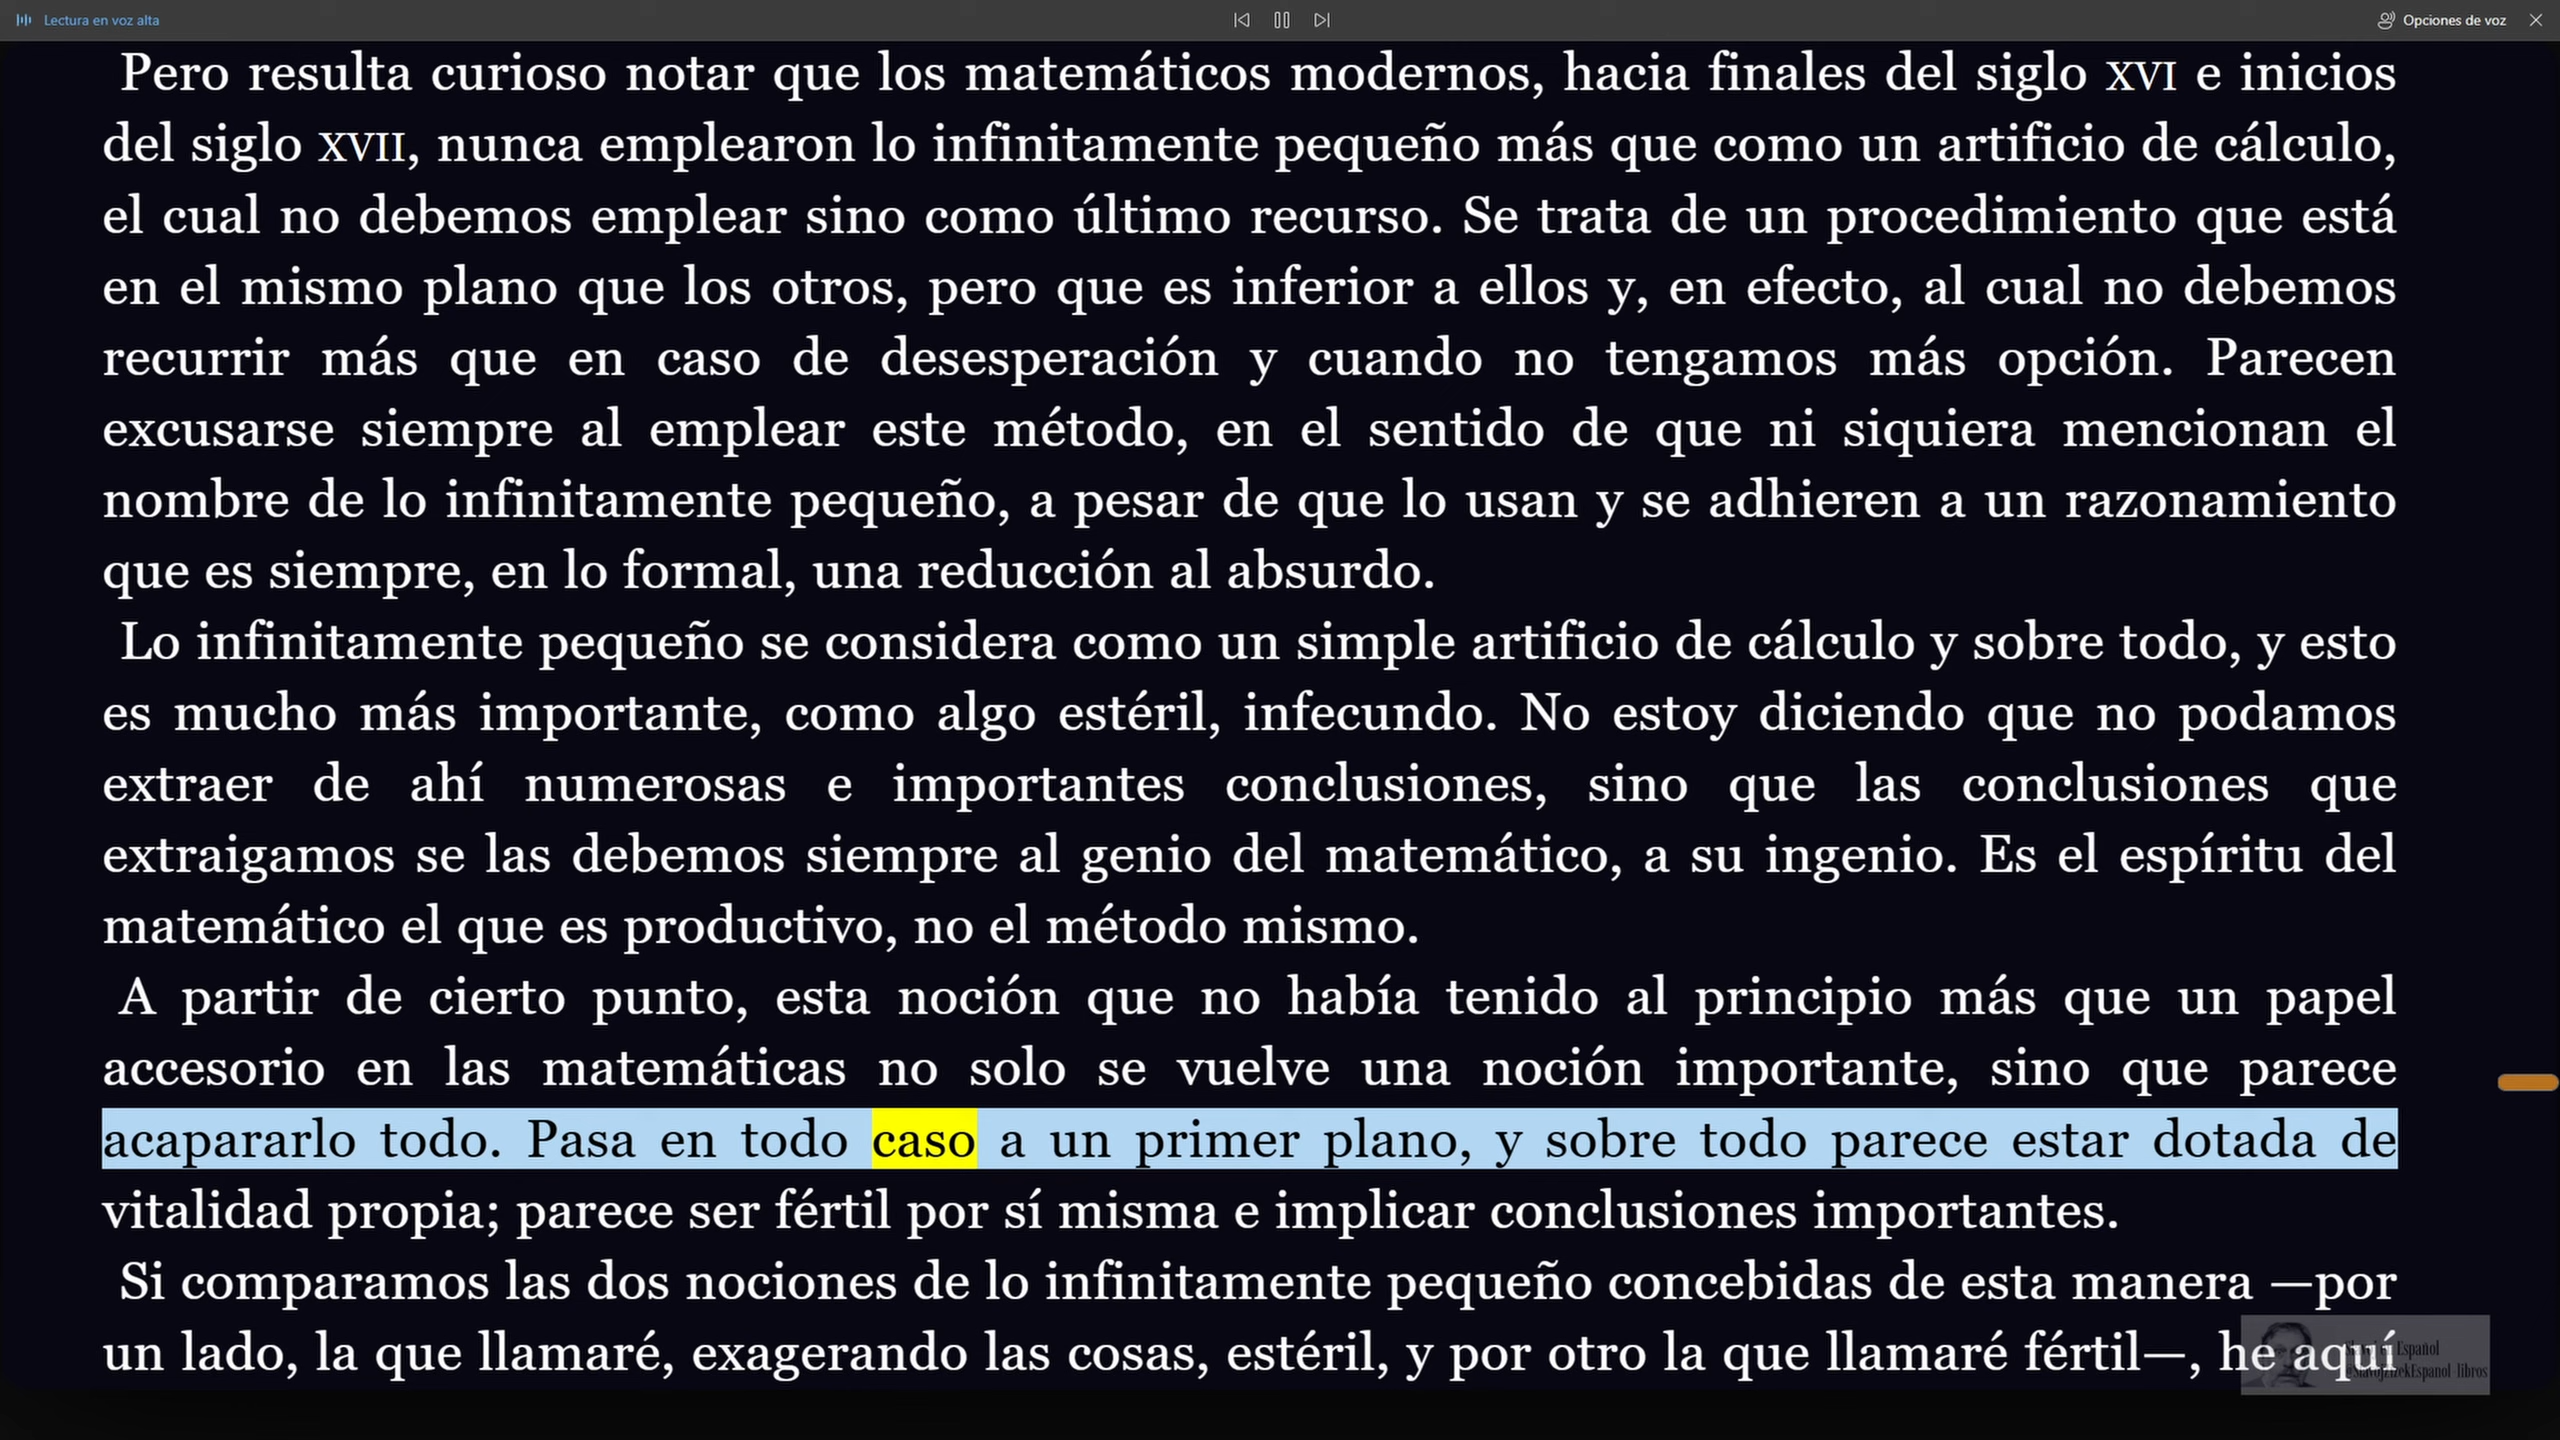 Lectura en voz alta
Opciones de voz
Pero resulta curioso notar que los matemáticos modernos, hacia finales del siglo XVI e inicios
del siglo XVII, nunca emplearon lo infinitamente pequeño más que como un artificio de cálculo,
el cual no debemos emplear sino como último recurso. Se trata de un procedimiento que está
en el mismo plano que los otros, pero que es inferior a ellos y, en efecto, al cual no debemos
recurrir más que en caso de desesperación y cuando no tengamos más opción. Parecen
excusarse siempre al emplear este método, en el sentido de que ni siquiera mencionan el
nombre de lo infinitamente pequeño, a pesar de que lo usan y se adhieren a un razonamiento
que es siempre, en lo formal, una reducción al absurdo.
Lo infinitamente pequeño se considera como un simple artificio de cálculo y sobre todo, y esto
es mucho más importante, como algo estéril, infecundo. No estoy diciendo que no podamos
extraer de ahí numerosas e importantes conclusiones, sino que las conclusiones que
extraigamos se las debemos siempre al genio del matemático, a su ingenio. Es el espíritu del
matemático el que es productivo, no el método mismo.
A partir de cierto punto, esta noción que no había tenido al principio más que un papel
accesorio en las matemáticas no solo se vuelve una noción importante, sino que parece
acapararlo todo. Pasa en todo caso a un primer plano, y sobre todo parece estar dotada de
vitalidad propia; parece ser fértil por sí misma e implicar conclusiones importantes.
Si comparamos las dos nociones de lo infinitamente pequeño concebidas de esta manera —por
un lado, la que llamaré, exagerando las cosas, estéril, y por otro la que llamaré fértil—, he aquí
Español